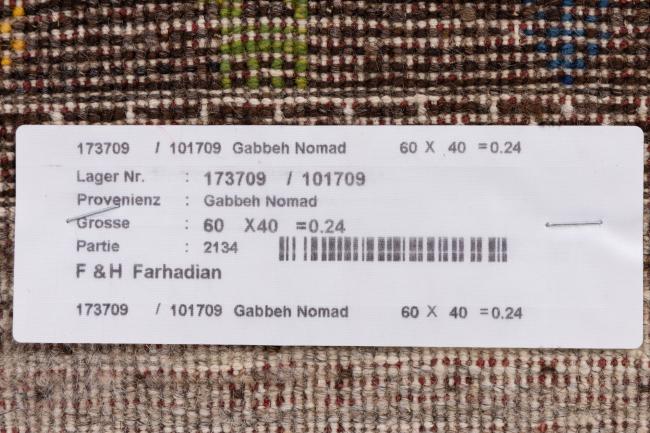 173709 / 101709 Gabbeh Nomad 60 X 40 =0.24
Lager Nr. : 173709 / 101709
Provenienz : Gabbeh Nomad
Grosse : 60 X40 =0.24
Partie : 2134
F &H Farhadian
173709 / 101709 Gabbeh Nomad 60 X 40 =0.24